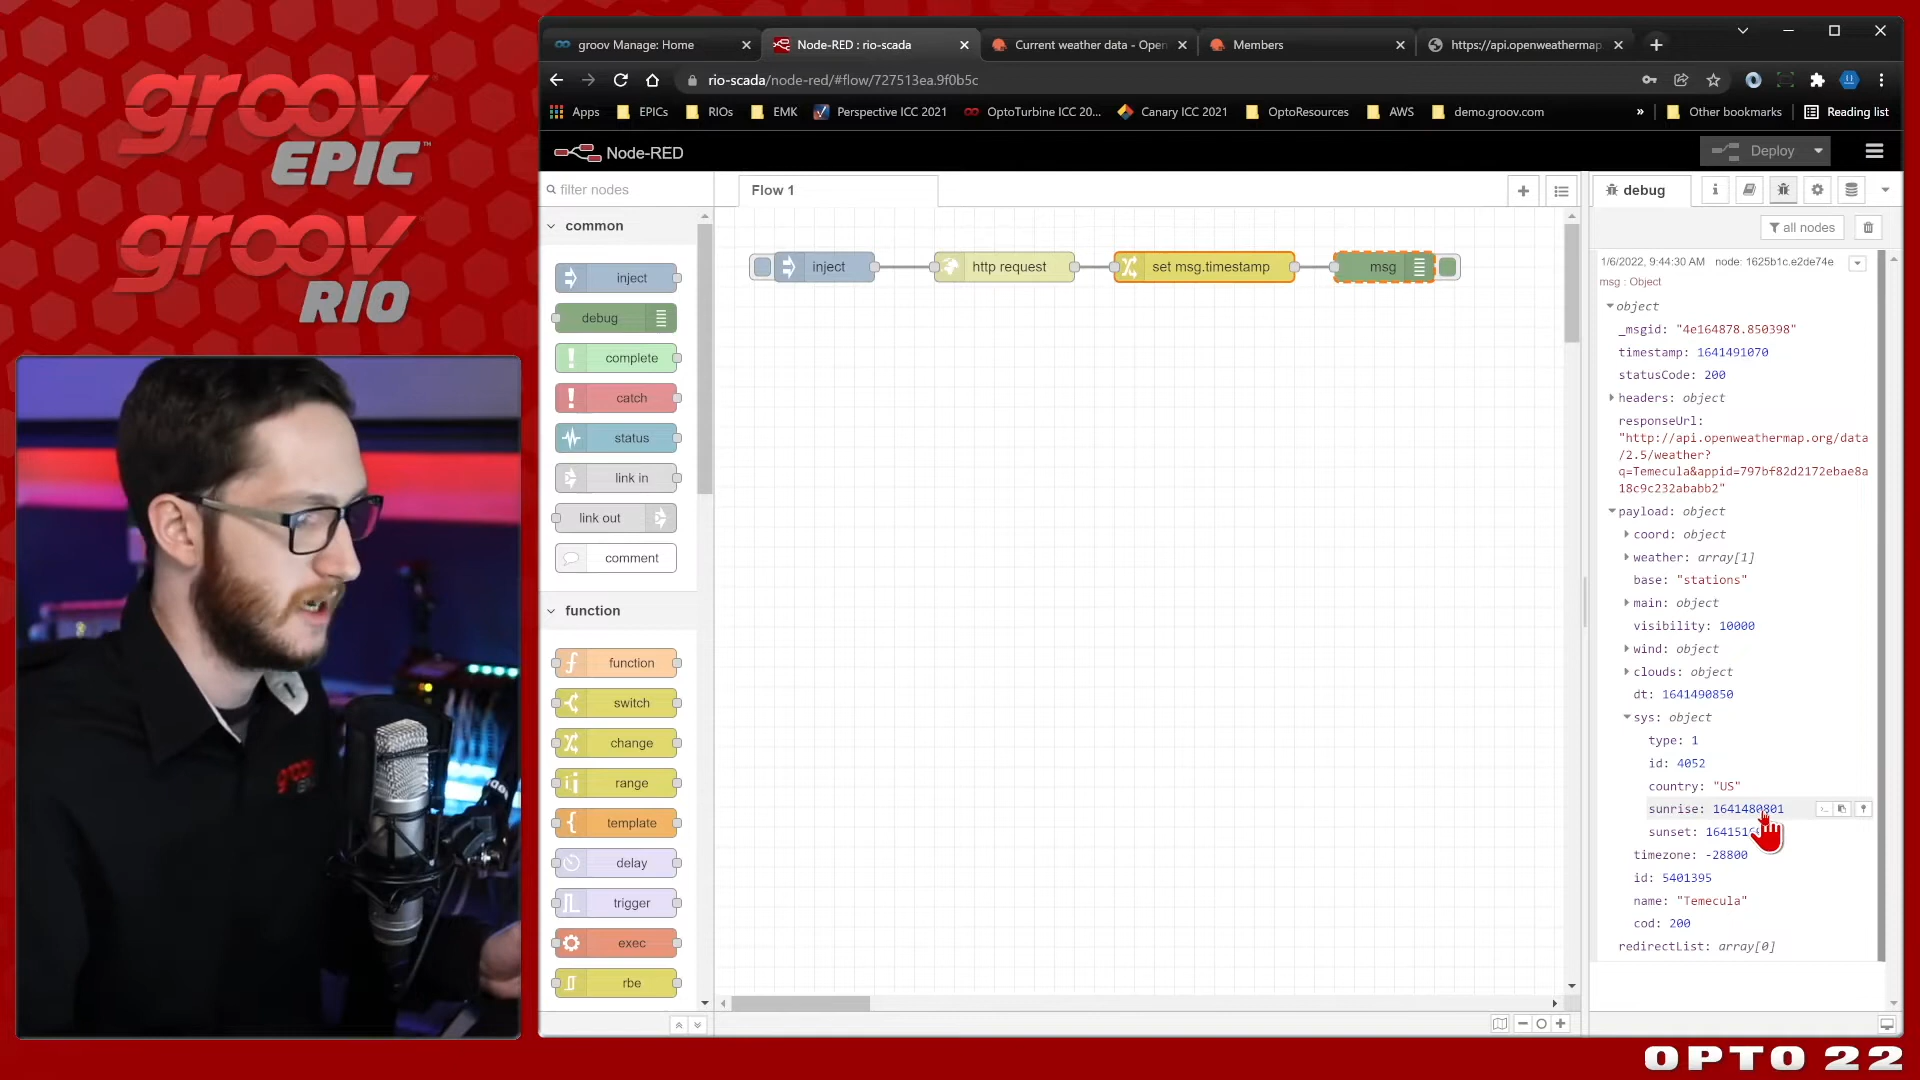 groov
EPIC™
groov
RIO
groov Manage: Home
Node-RED : rio-scada
Current weather data - Open
Members
https://api.openweathermap.
rio-scada/node-red/#flow/727513ea.9f0b5c
Apps
EPICs
RIOs
EMK
Perspective ICC 2021
OptoTurbine ICC 20...
Canary ICC 2021
OptoResources
AWS
demo.groov.com
»
Other bookmarks
Reading list
Node-RED
Deploy
filter nodes
Flow 1
debug
all nodes
common
inject
debug
complete
catch
status
link in
link out
comment
function
function
switch
change
range
template
delay
trigger
exec
rbe
inject
http request
set msg.timestamp
msg
1/6/2022, 9:44:30 AM node: 1625b1c.e2de74e
msg : Object
object
_msgid: "4e164878.850398"
timestamp: 1641491070
statusCode: 200
headers: object
responseUrl:
"http://api.openweathermap.org/data
/2.5/weather?
q=Temecula&appid=797bf82d2172ebae8a
18c9c232ababb2"
payload: object
coord: object
weather: array[1]
base: "stations"
main: object
visibility: 10000
wind: object
clouds: object
dt: 1641490850
sys: object
type: 1
id: 4052
country: "US"
sunrise: 1641480801
sunset:
timezone: -28800
id: 5401395
name: "Temecula"
cod: 200
redirectList: array[0]
groov
OPTO 22